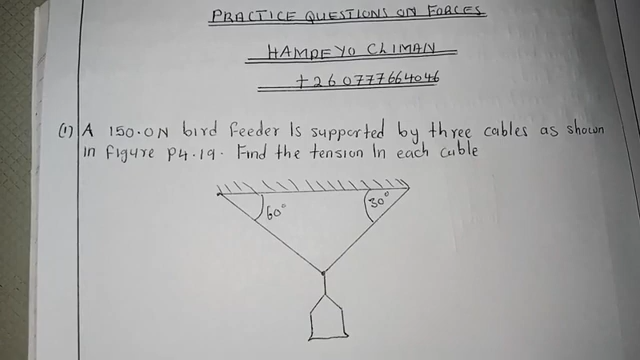 PRACTICE QUESTIONS ON FORCES
HAMPEYO CLIMAN
+260777664046
(1) A 150.0N bird feeder Is supported by three cables as shown
In figure P4.19. Find the tension In each cable
60°
30°